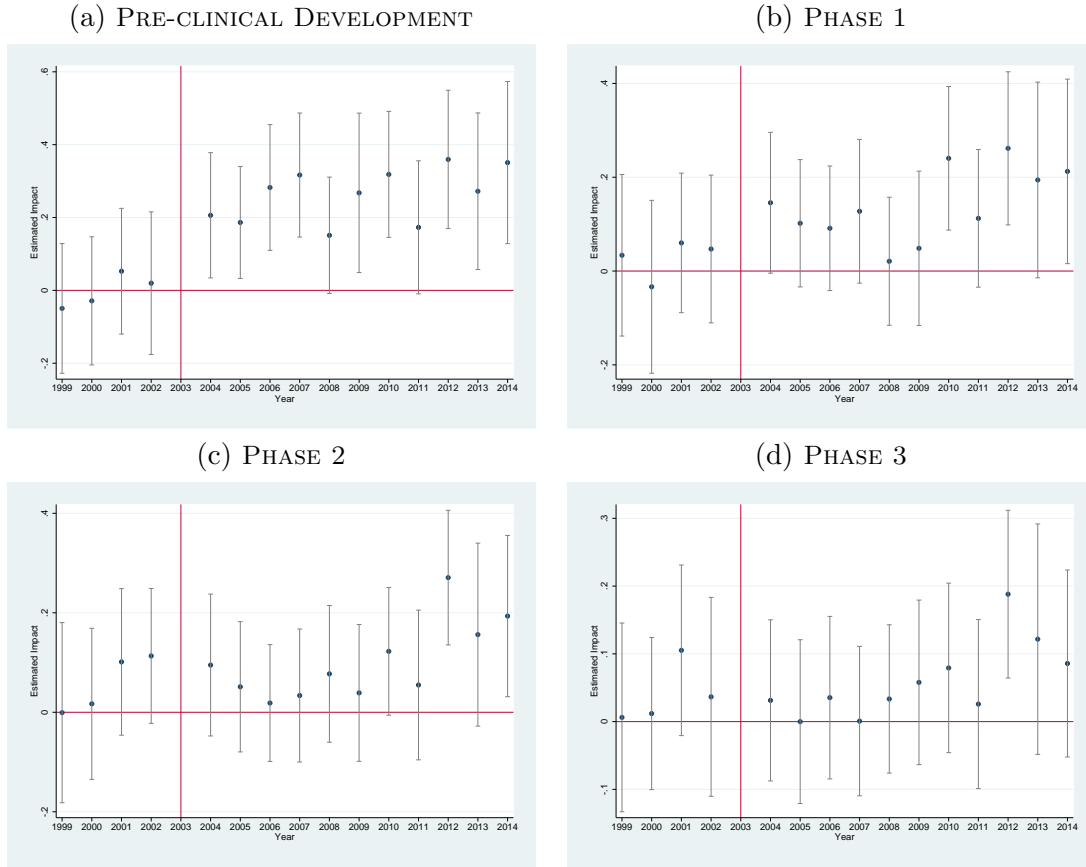 (a) PRE-CLINICAL DEVELOPMENT
Estimated Impact
.6
.4
.2
0
-.2
1999 2000 2001 2002 2003 2004 2005 2006 2007 2008 2009 2010 2011 2012 2013 2014
Year
(b) PHASE 1
Estimated Impact
.4
.2
0
-.2
1999 2000 2001 2002 2003 2004 2005 2006 2007 2008 2009 2010 2011 2012 2013 2014
Year
(c) PHASE 2
Estimated Impact
.4
.2
0
-.2
1999 2000 2001 2002 2003 2004 2005 2006 2007 2008 2009 2010 2011 2012 2013 2014
Year
(d) PHASE 3
Estimated Impact
.3
.2
.1
0
-.1
1999 2000 2001 2002 2003 2004 2005 2006 2007 2008 2009 2010 2011 2012 2013 2014
Year